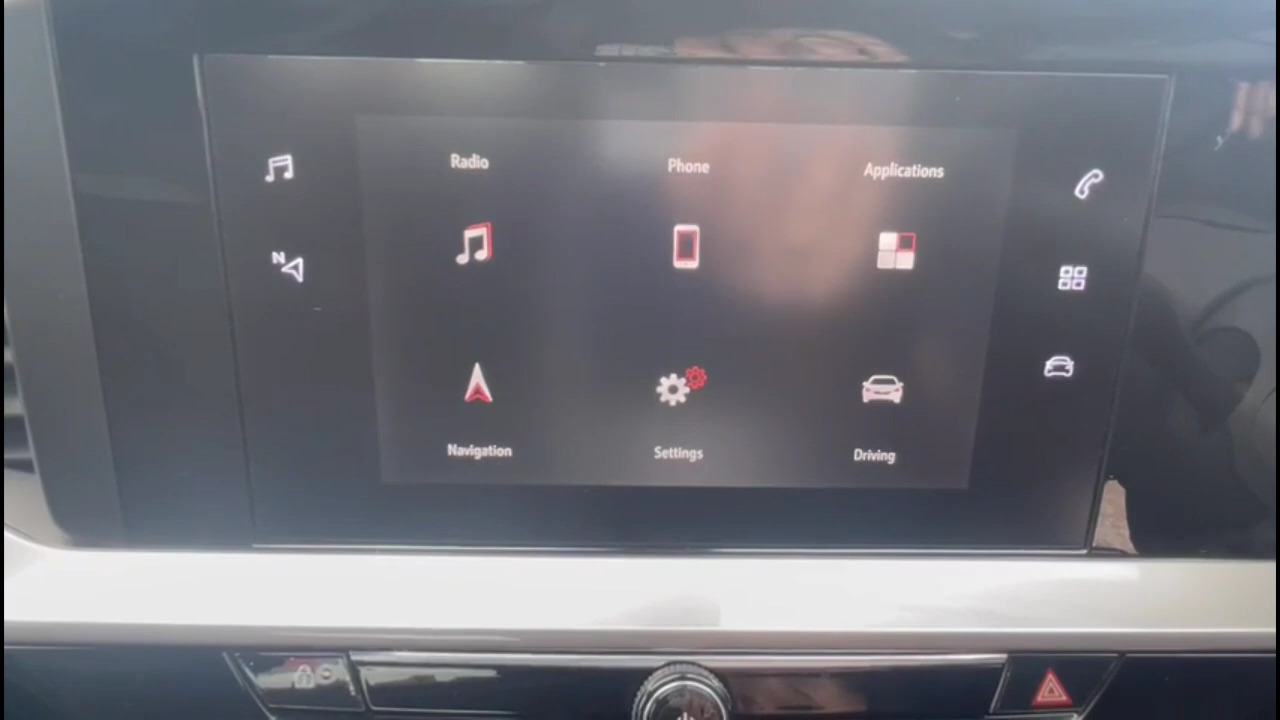 Radio
Phone
Applications
N
Navigation
Settings
Driving